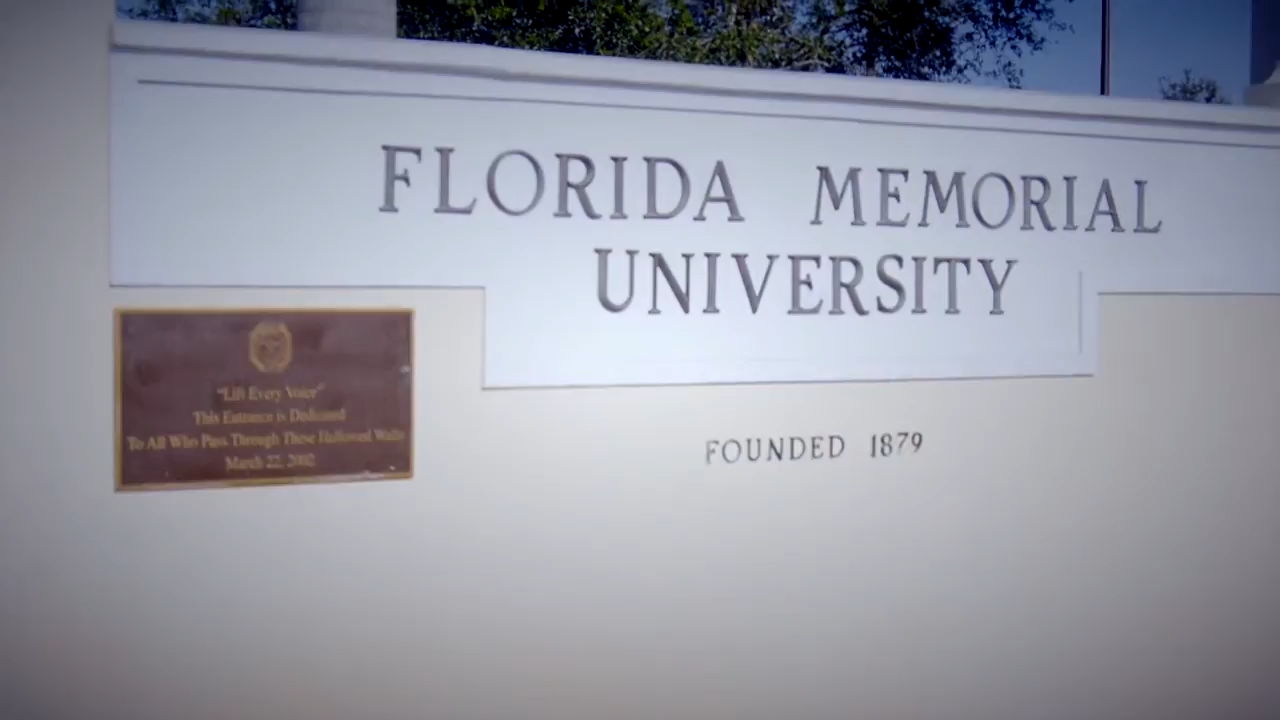 FLORIDA MEMORIAL
UNIVERSITY
FOUNDED 1879
"Lift Every Voice"
This Entrance is Dedicated
To All Who Pass Through These Hallowed Walls
March 22, 2002